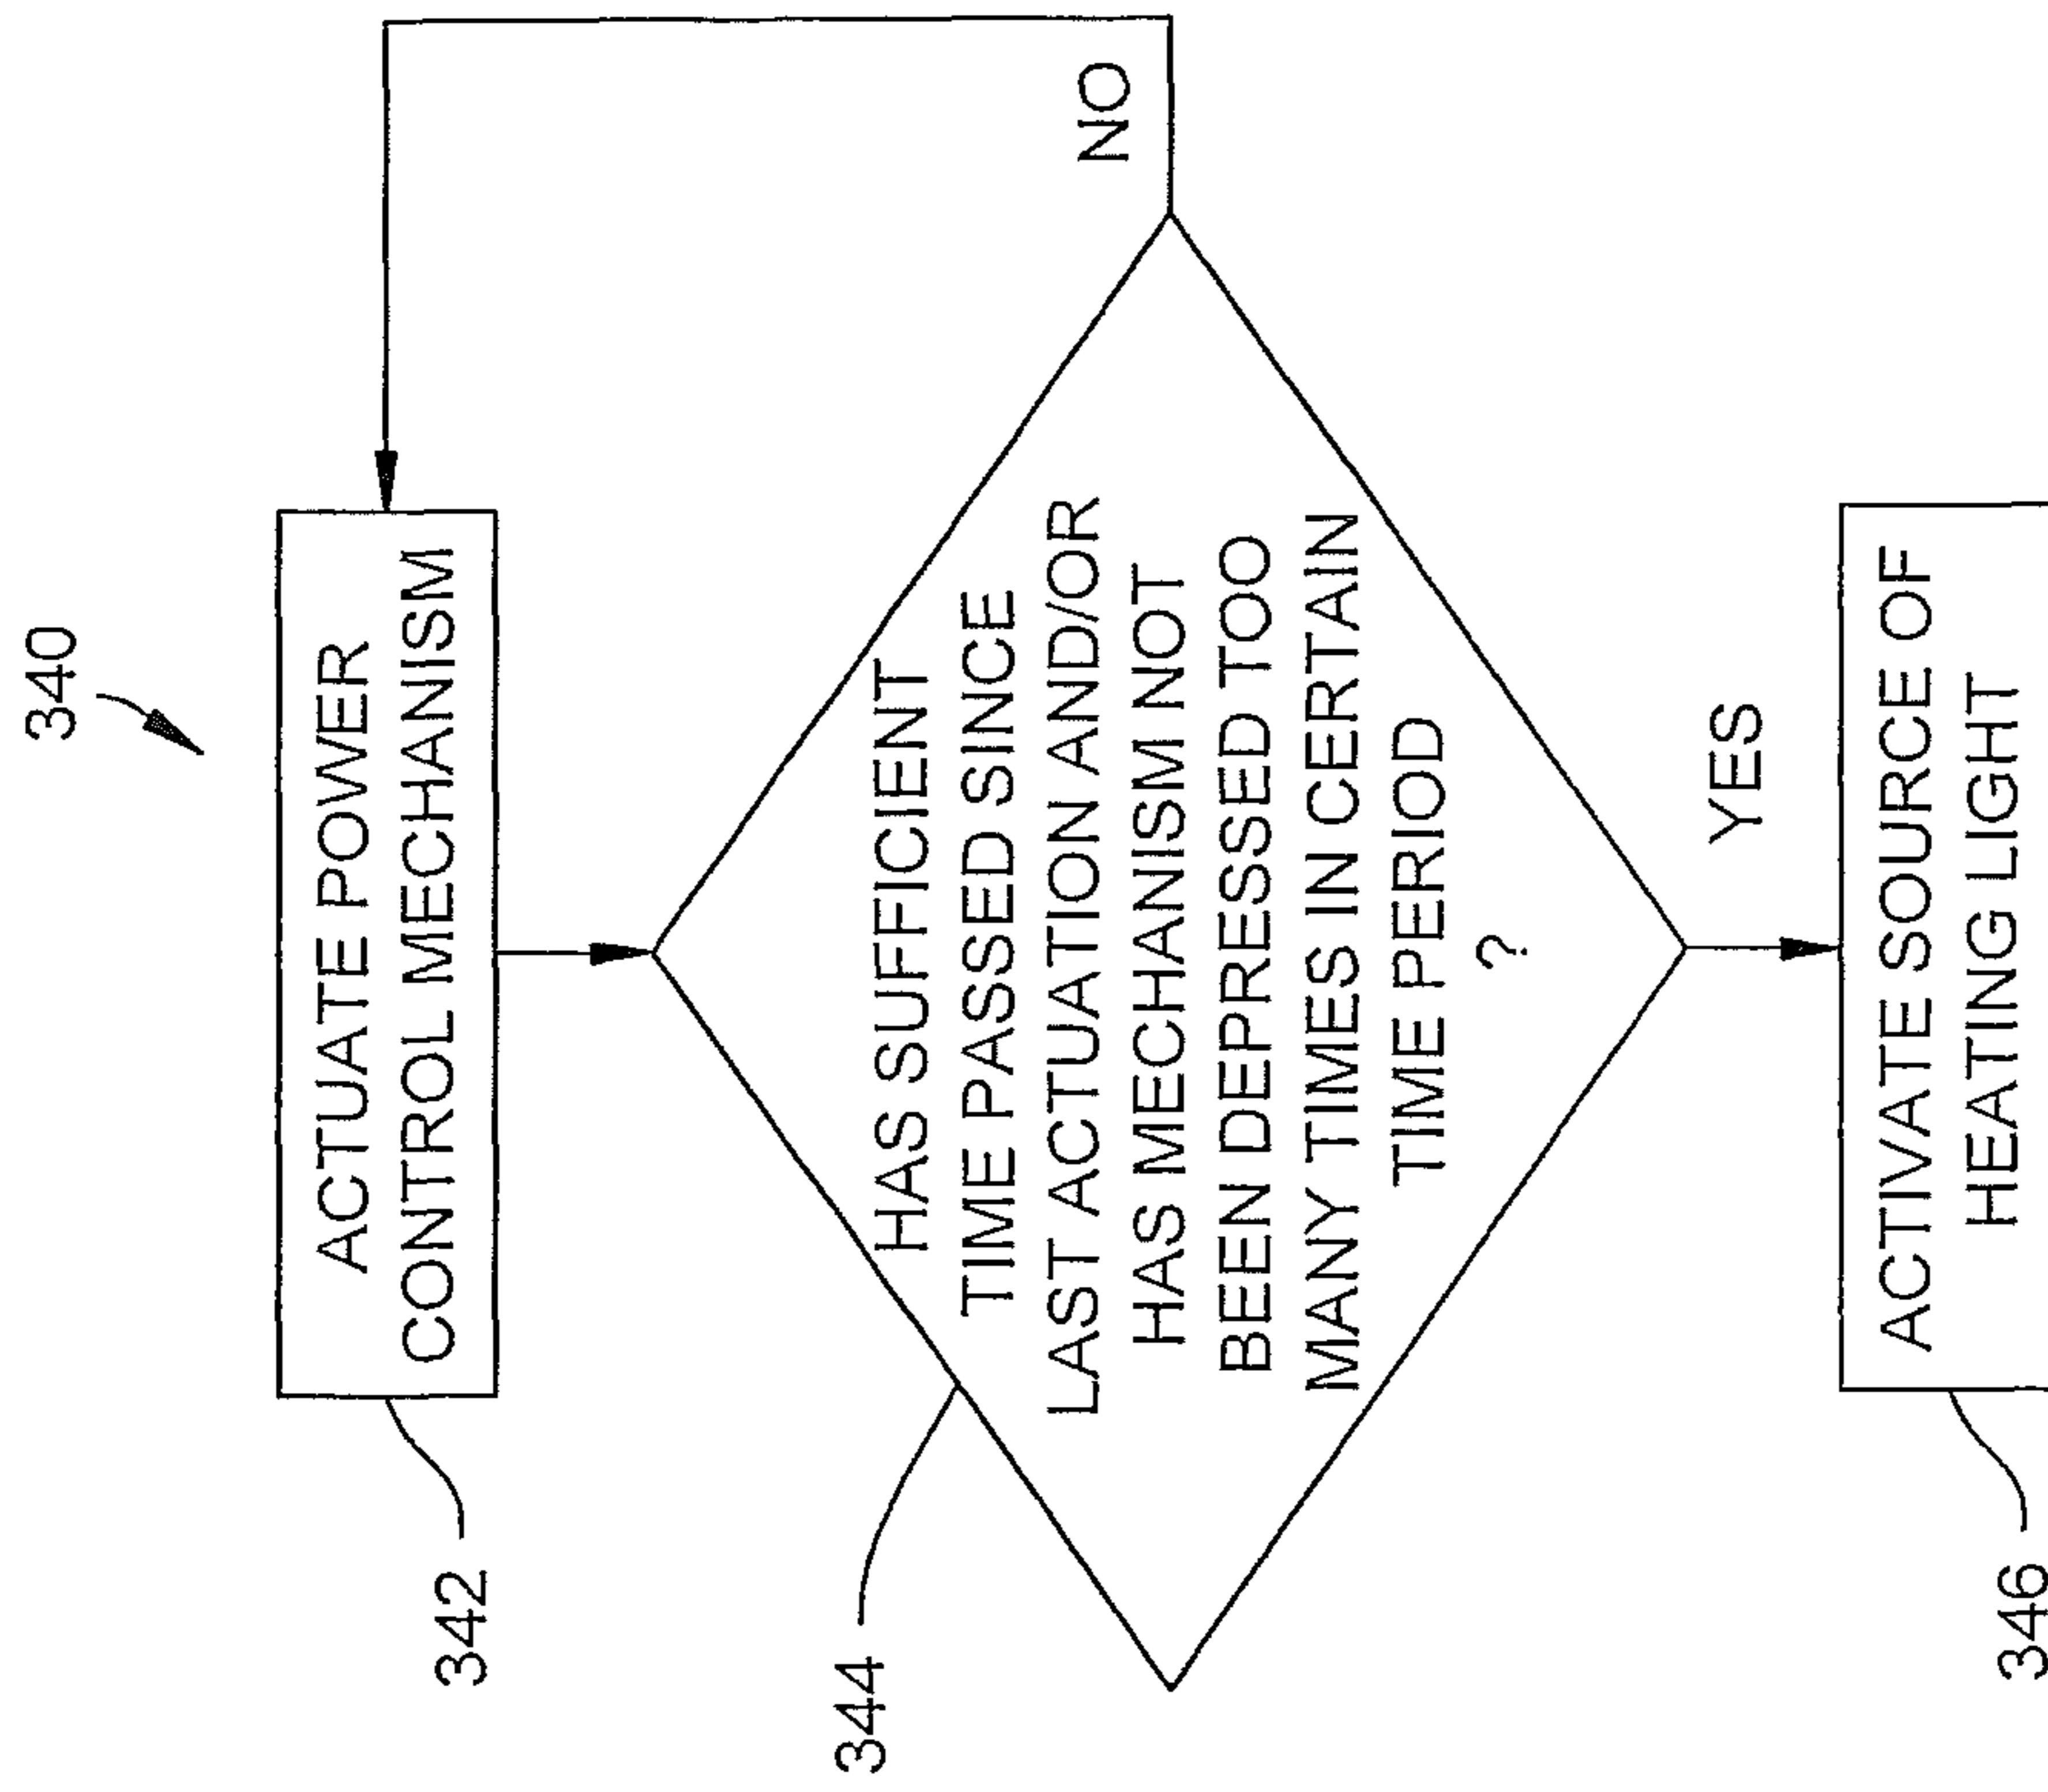 340
ACTUATE POWER
CONTROL MECHANISM
342
HAS SUFFICIENT
TIME PASSED SINCE
LAST ACTUATION AND/OR
HAS MECHANISM NOT
BEEN DEPRESSED TOO
MANY TIMES IN CERTAIN
TIME PERIOD
?
344
NO
YES
ACTIVATE SOURCE OF
HEATING LIGHT
346